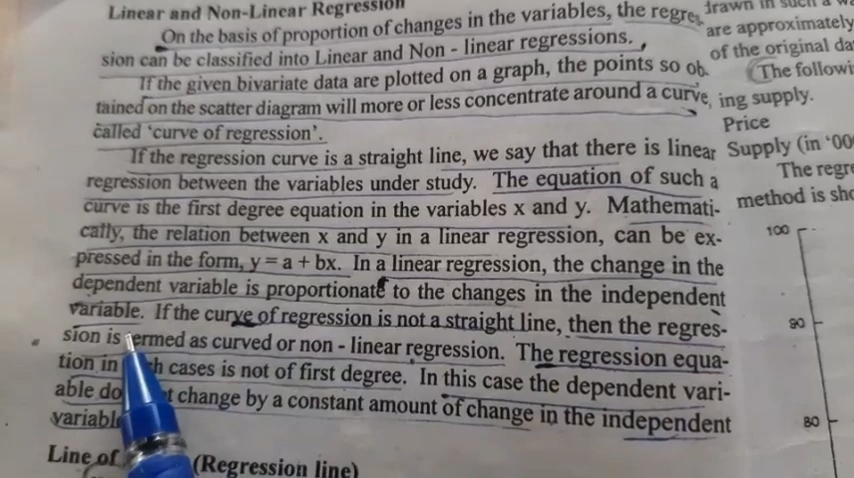 Linear and Non-Linear Regression
On the basis of proportion of changes in the variables, the regres-
sion can be classified into Linear and Non - linear regressions.
If the given bivariate data are plotted on a graph, the points so ob-
tained on the scatter diagram will more or less concentrate around a curve,
called ‘curve of regression’.
If the regression curve is a straight line, we say that there is linear
regression between the variables under study. The equation of such a
curve is the first degree equation in the variables x and y. Mathemati-
cally, the relation between x and y in a linear regression, can be ex-
pressed in the form, y = a + bx. In a linear regression, the change in the
dependent variable is proportionate to the changes in the independent
variable. If the curve of regression is not a straight line, then the regres-
sion is termed as curved or non - linear regression. The regression equa-
tion in cases is not of first degree. In this case the dependent vari-
able do change by a constant amount of change in the independent
variabl
Line of (Regression line)
drawn in such a
are approximately
of the original da
(The followi
ing supply.
Price
Supply (in ‘00
The regre
method is sho
100
90
80